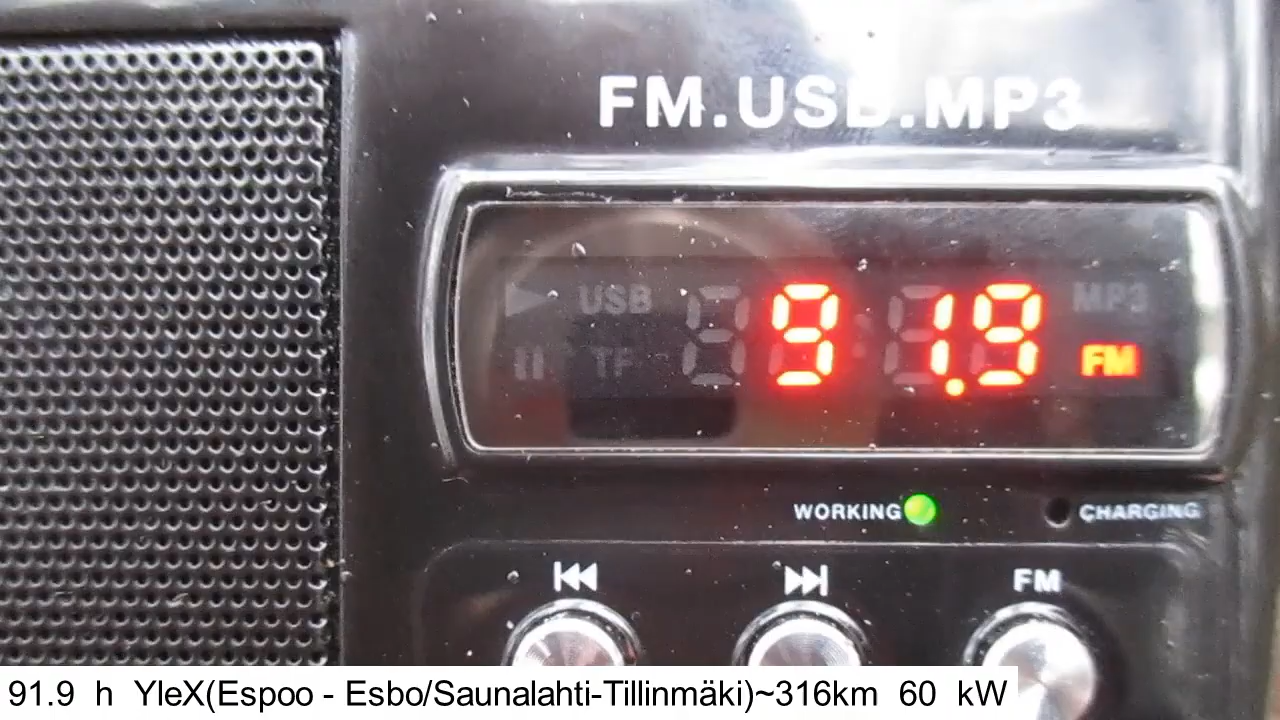 FM.USB.MP3
USB MP3
91.9
TF FM
WORKING CHARGING
FM
91.9 h YleX(Espoo - Esbo/Saunalahti-Tillinmäki)~316km 60 kW